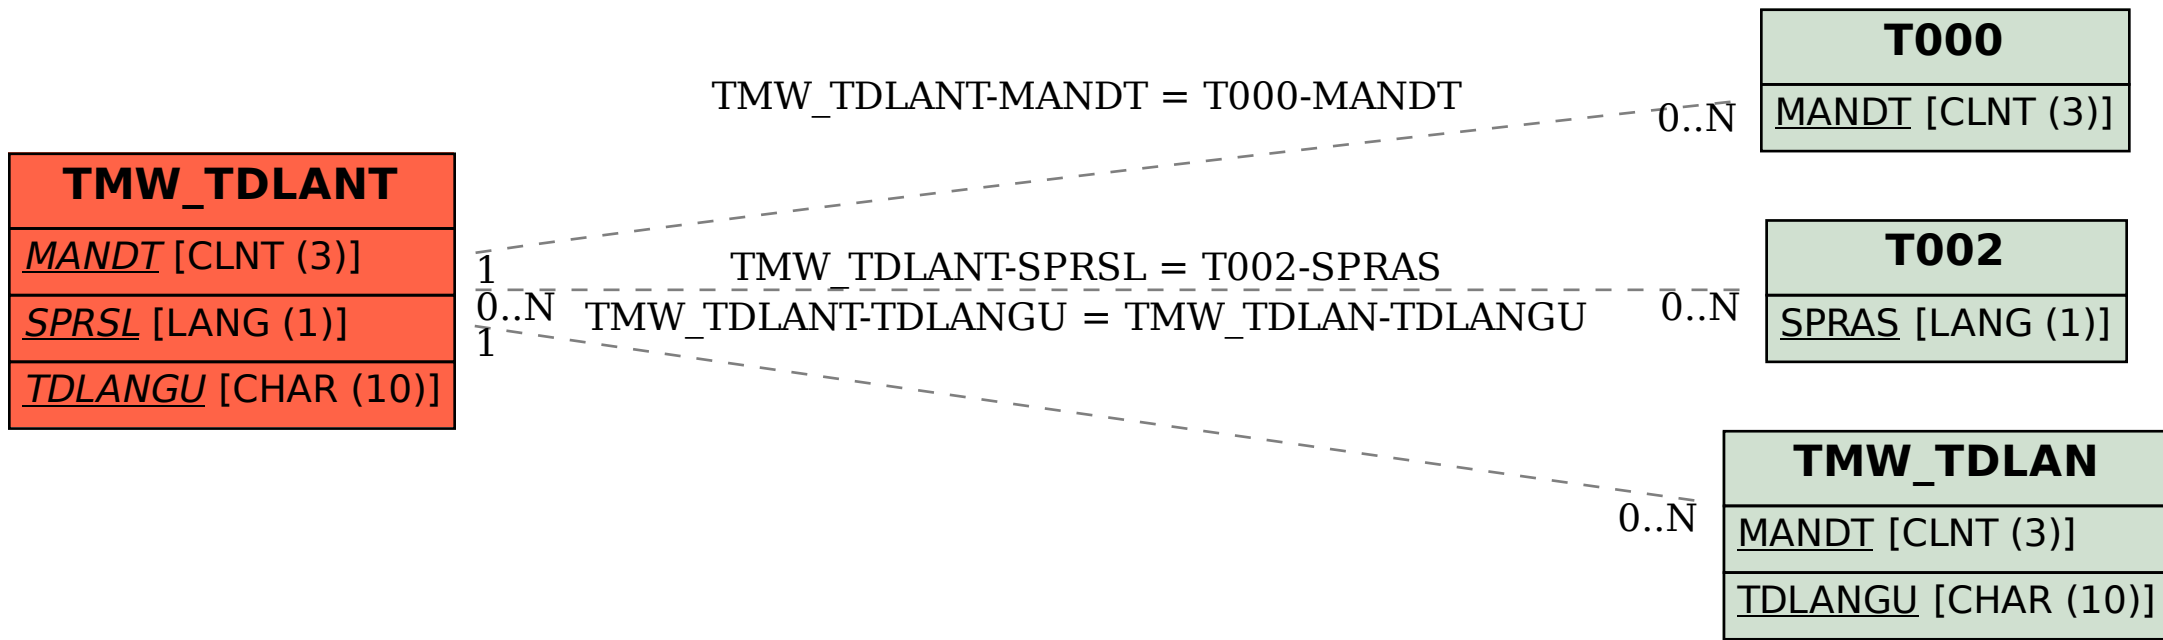 TMW_TDLANT
MANDT [CLNT (3)]
SPRSL [LANG (1)]
TDLANGU [CHAR (10)]
TMW_TDLANT-MANDT = T000-MANDT
1
0..N
TMW_TDLANT-SPRSL = T002-SPRAS
0..N
0..N
TMW_TDLANT-TDLANGU = TMW_TDLAN-TDLANGU
1
0..N
T000
MANDT [CLNT (3)]
T002
SPRAS [LANG (1)]
TMW_TDLAN
MANDT [CLNT (3)]
TDLANGU [CHAR (10)]